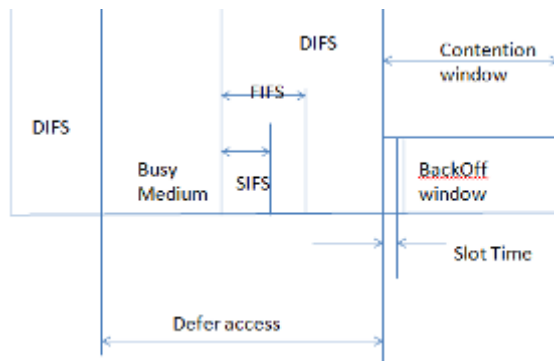 DIFS
Contention
window
FIFS
DIFS
Busy
Medium
SIFS
BackOff
window
Slot Time
Defer access